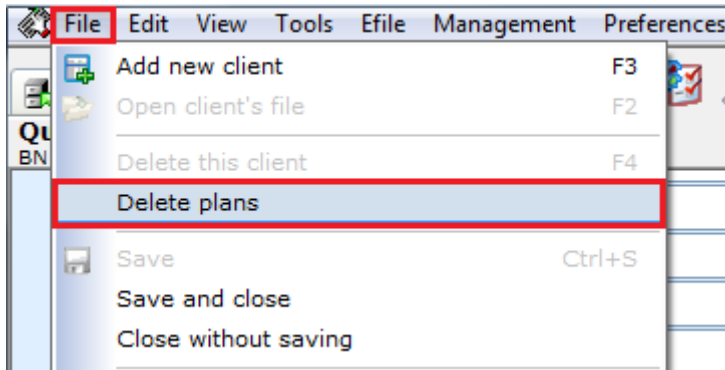 File Edit View Tools Efile Management Preferences
Add new client F3
Open client's file F2
Qu
BN
Delete this client F4
Delete plans
Save Ctrl+S
Save and close
Close without saving